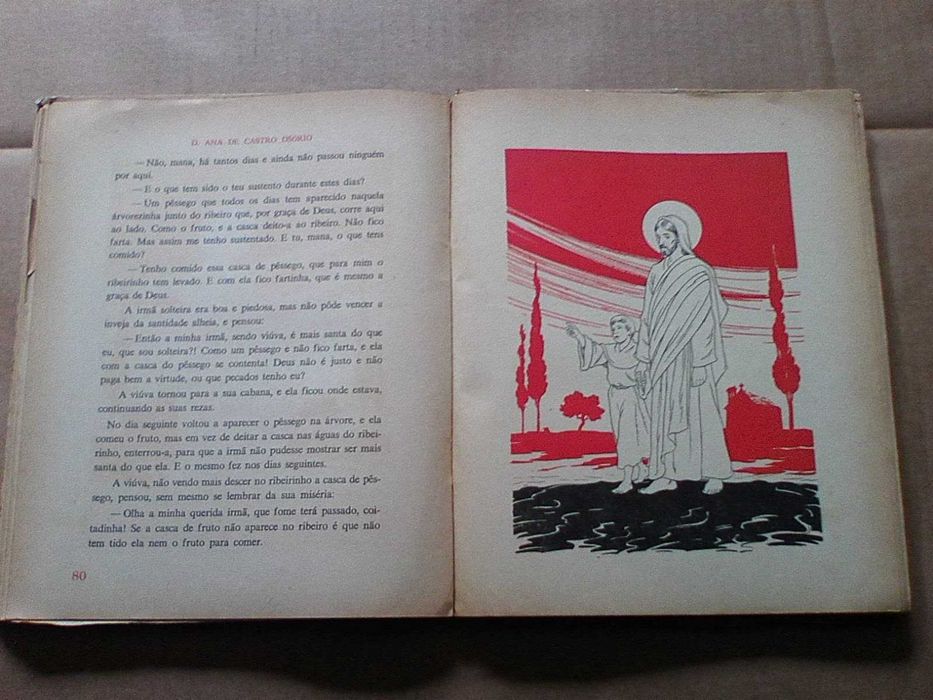 D. ANA DE CASTRO OSÓRIO
— Não, mana, há tantos dias e ainda não passou ninguém
por aqui.
— E o que tem sido o teu sustento durante estes dias?
— Um pêssego que todos os dias tem aparecido naquela
árvorezinha junto do ribeiro que, por graça de Deus, corre aqui
ao lado. Como o fruto, e a casca deito-a ao ribeiro. Não fico
farta. Mas assim me tenho sustentado. E tu, mana, o que tens
comido?
— Tenho comido essa casca de pêssego, que para mim o
ribeirinho tem levado. E com ela fico fartinha, que é mesmo a
graça de Deus.
A irmã solteira era boa e piedosa, mas não pôde vencer a
inveja da santidade alheia, e pensou:
— Então a minha irmã, sendo viúva, é mais santa do que
eu, que sou solteira?! Como um pêssego e não fico farta, e ela
com a casca do pêssego se contenta! Deus não é justo e não
paga bem a virtude, ou que pecados tenho eu?
A viúva tornou para a sua cabana, e ela ficou onde estava,
continuando as suas rezas.
No dia seguinte voltou a aparecer o pêssego na árvore, e ela
comeu o fruto, mas em vez de deitar a casca nas águas do ribei-
rinho, enterrou-a, para que a irmã não pudesse mostrar ser mais
santa do que ela. E o mesmo fez nos dias seguintes.
A viúva, não vendo mais descer no ribeirinho a casca de pês-
sego, pensou, sem mesmo se lembrar da sua miséria:
— Olha a minha querida irmã, que fome terá passado, coi-
tadinha! Se a casca de fruto não aparece no ribeiro é que não
tem tido ela nem o fruto para comer.
80